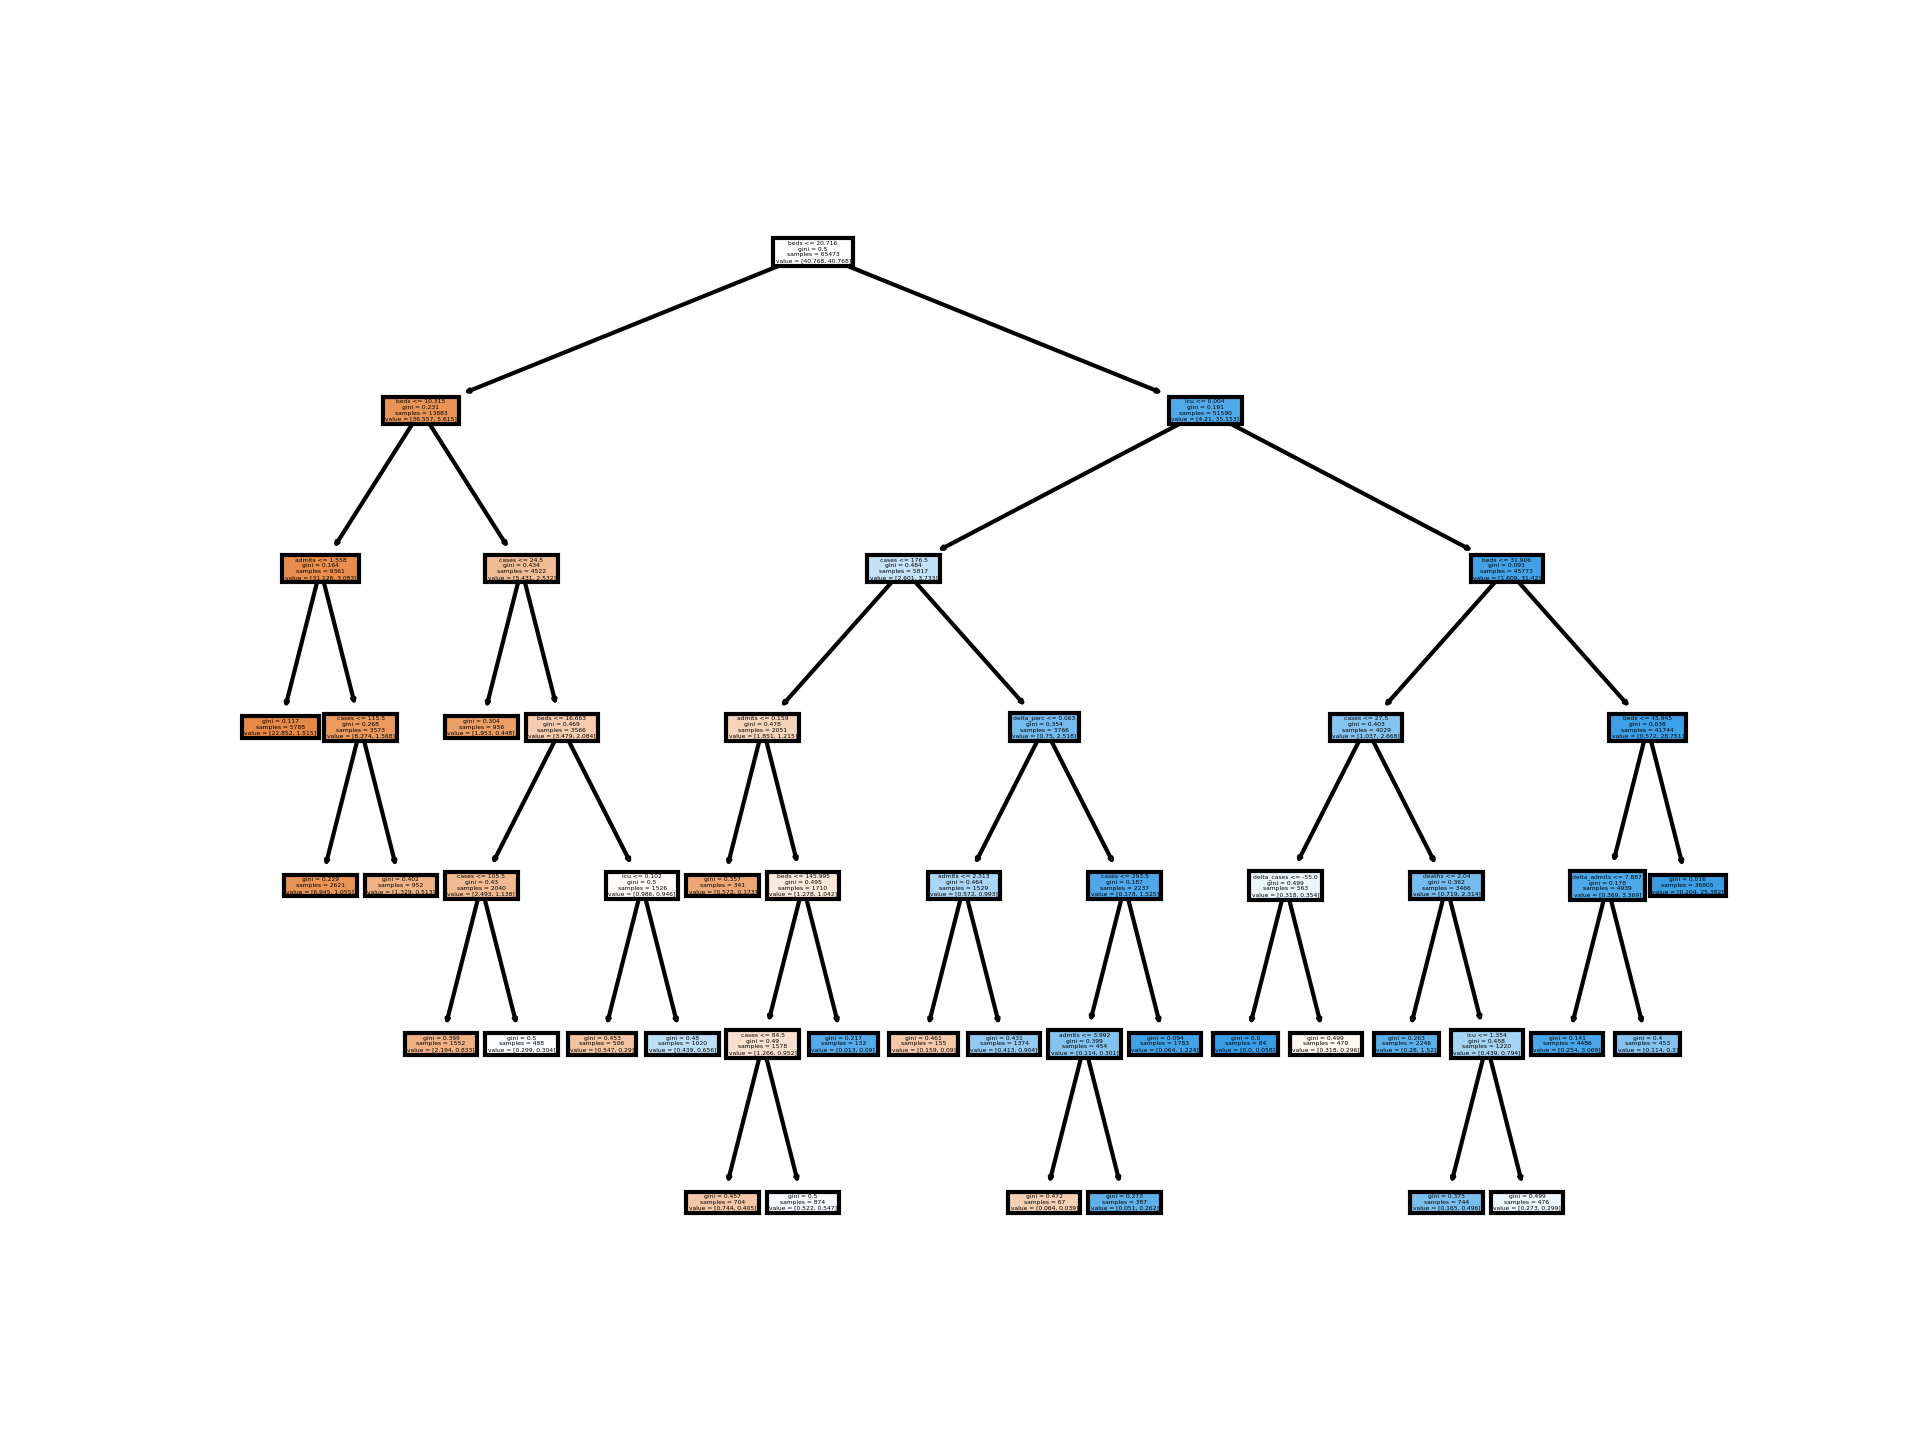 beds <= 20.716
gini = 0.5
samples = 65473
value = [40.768, 40.768]
beds <= 10.315
gini = 0.231
samples = 13883
value = [36.557, 5.615]
icu <= 0.004
gini = 0.191
samples = 51590
value = [4.21, 35.153]
admits <= 1.558
gini = 0.164
samples = 9361
value = [31.126, 3.083]
cases <= 24.5
gini = 0.434
samples = 4522
value = [5.431, 2.532]
cases <= 176.5
gini = 0.484
samples = 5817
value = [2.601, 3.733]
beds <= 31.906
gini = 0.093
samples = 45773
value = [1.609, 31.42]
gini = 0.117
samples = 5788
value = [22.852, 1.515]
cases <= 115.5
gini = 0.268
samples = 3573
value = [8.274, 1.568]
gini = 0.304
samples = 956
value = [1.953, 0.448]
beds <= 16.663
gini = 0.469
samples = 3566
value = [3.479, 2.084]
admits <= 0.159
gini = 0.478
samples = 2051
value = [1.851, 1.215]
delta_perc <= 0.063
gini = 0.354
samples = 3766
value = [0.75, 2.518]
cases <= 27.5
gini = 0.403
samples = 4029
value = [1.037, 2.668]
beds <= 45.945
gini = 0.038
samples = 41744
value = [0.572, 28.751]
gini = 0.229
samples = 2621
value = [6.945, 1.055]
gini = 0.402
samples = 952
value = [1.329, 0.513]
cases <= 105.5
gini = 0.43
samples = 2040
value = [2.493, 1.138]
icu <= 0.102
gini = 0.5
samples = 1526
value = [0.986, 0.946]
gini = 0.357
samples = 341
value = [0.572, 0.173]
beds <= 145.995
gini = 0.495
samples = 1710
value = [1.278, 1.042]
admits <= 2.313
gini = 0.464
samples = 1529
value = [0.572, 0.993]
cases <= 293.5
gini = 0.187
samples = 2237
value = [0.178, 1.525]
delta_cases <= -55.0
gini = 0.499
samples = 563
value = [0.318, 0.354]
deaths <= 2.04
gini = 0.362
samples = 3466
value = [0.719, 2.314]
delta_admits <= 7.887
gini = 0.178
samples = 4939
value = [0.369, 3.369]
gini = 0.016
samples = 36805
value = [0.204, 25.382]
gini = 0.399
samples = 1552
value = [2.194, 0.833]
gini = 0.5
samples = 488
value = [0.299, 0.304]
gini = 0.453
samples = 506
value = [0.547, 0.29]
gini = 0.48
samples = 1020
value = [0.439, 0.656]
cases <= 84.5
gini = 0.49
samples = 1578
value = [1.266, 0.952]
gini = 0.217
samples = 132
value = [0.013, 0.09]
gini = 0.461
samples = 155
value = [0.159, 0.09]
gini = 0.431
samples = 1374
value = [0.413, 0.904]
admits <= 3.992
gini = 0.399
samples = 454
value = [0.114, 0.301]
gini = 0.094
samples = 1783
value = [0.064, 1.224]
gini = 0.0
samples = 84
value = [0.0, 0.058]
gini = 0.499
samples = 479
value = [0.318, 0.296]
gini = 0.263
samples = 2246
value = [0.28, 1.52]
icu <= 1.354
gini = 0.458
samples = 1220
value = [0.439, 0.794]
gini = 0.141
samples = 4486
value = [0.254, 3.069]
gini = 0.4
samples = 453
value = [0.114, 0.3]
gini = 0.457
samples = 704
value = [0.744, 0.405]
gini = 0.5
samples = 874
value = [0.522, 0.547]
gini = 0.472
samples = 67
value = [0.064, 0.039]
gini = 0.273
samples = 387
value = [0.051, 0.262]
gini = 0.375
samples = 744
value = [0.165, 0.496]
gini = 0.499
samples = 476
value = [0.273, 0.299]